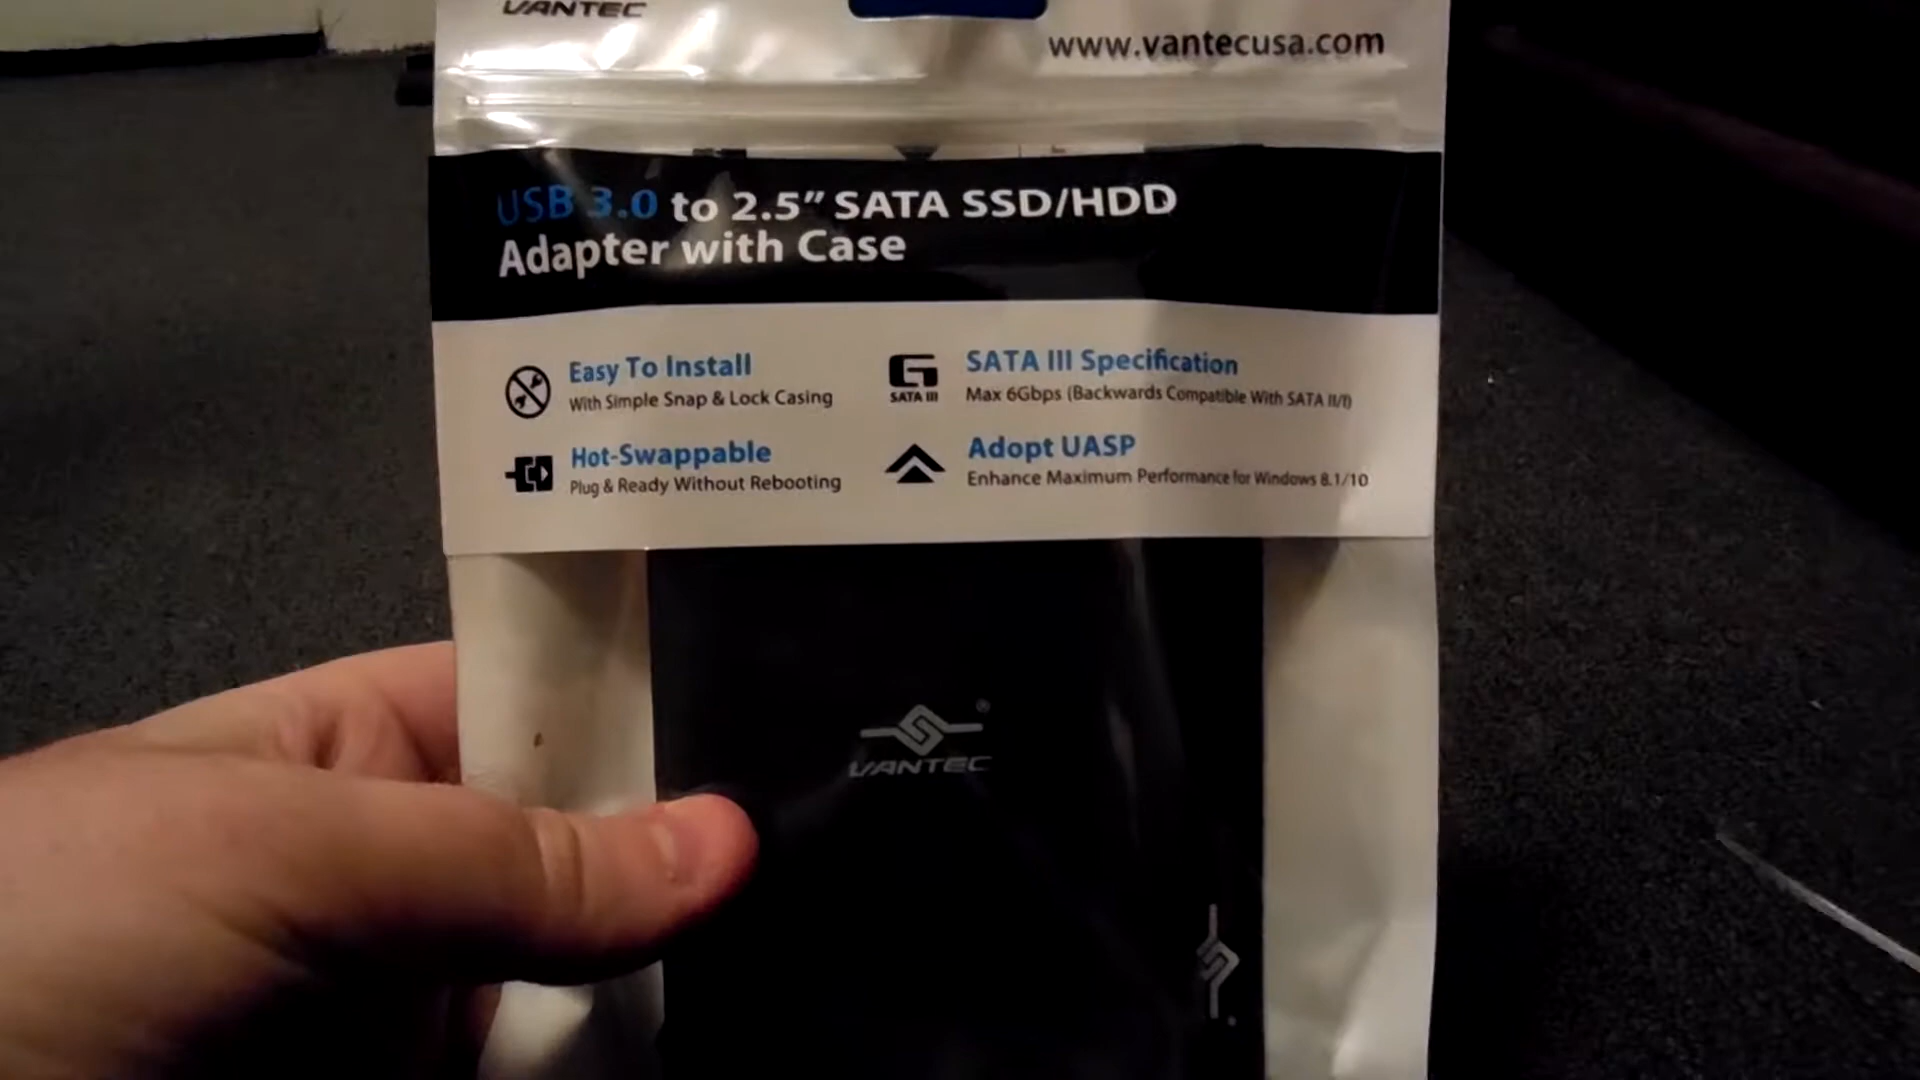 VANTEC
www.vantecusa.com
USB 3.0 to 2.5” SATA SSD/HDD
Adapter with Case
Easy To Install
With Simple Snap & Lock Casing
SATA III
SATA III Specification
Max 6Gbps (Backwards Compatible With SATA II/I)
Hot-Swappable
Plug & Ready Without Rebooting
Adopt UASP
Enhance Maximum Performance for Windows 8.1/10
®
VANTEC